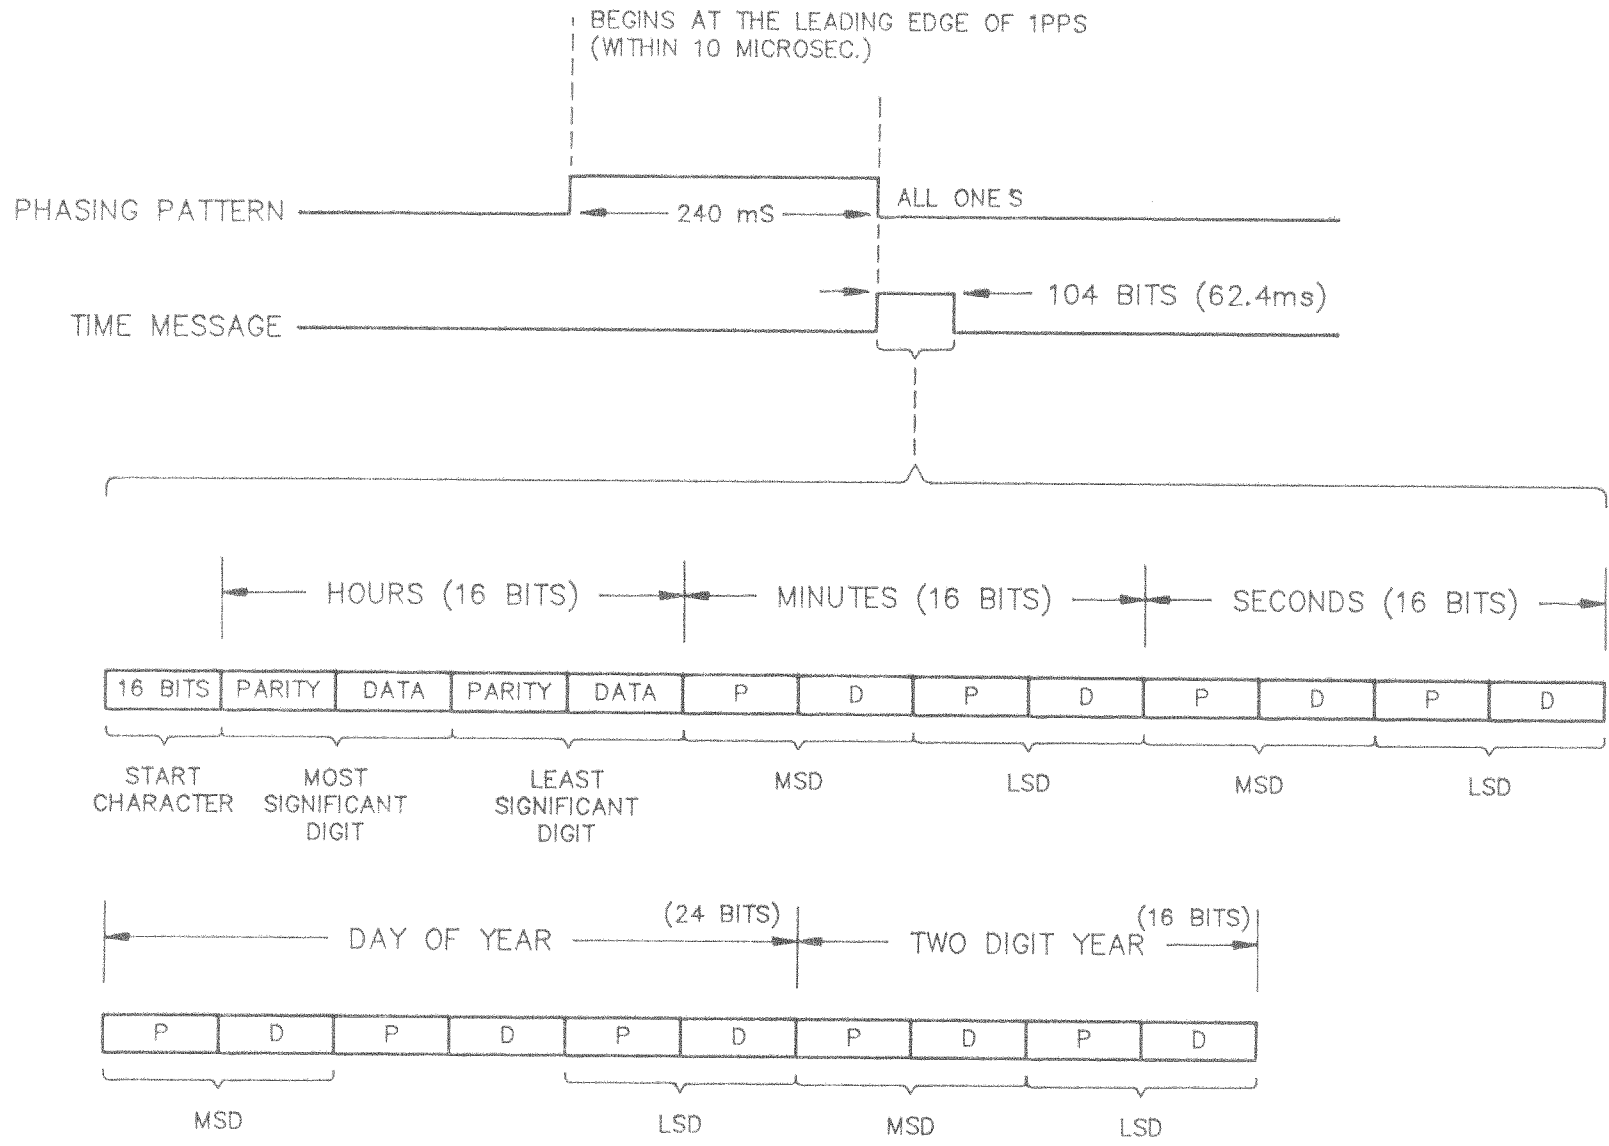 BEGINS AT THE LEADING EDGE OF 1PPS
(WITHIN 10 MICROSEC.)
PHASING PATTERN
240 mS
ALL ONE'S
TIME MESSAGE
104 BITS (62.4ms)
HOURS (16 BITS)
MINUTES (16 BITS)
SECONDS (16 BITS)
16 BITS PARITY DATA PARITY DATA P D P D P D P D
START CHARACTER
MOST SIGNIFICANT DIGIT
LEAST SIGNIFICANT DIGIT
MSD
LSD
MSD
LSD
DAY OF YEAR
(24 BITS)
TWO DIGIT YEAR
(16 BITS)
P D P D P D P D P D
MSD
LSD
MSD
LSD